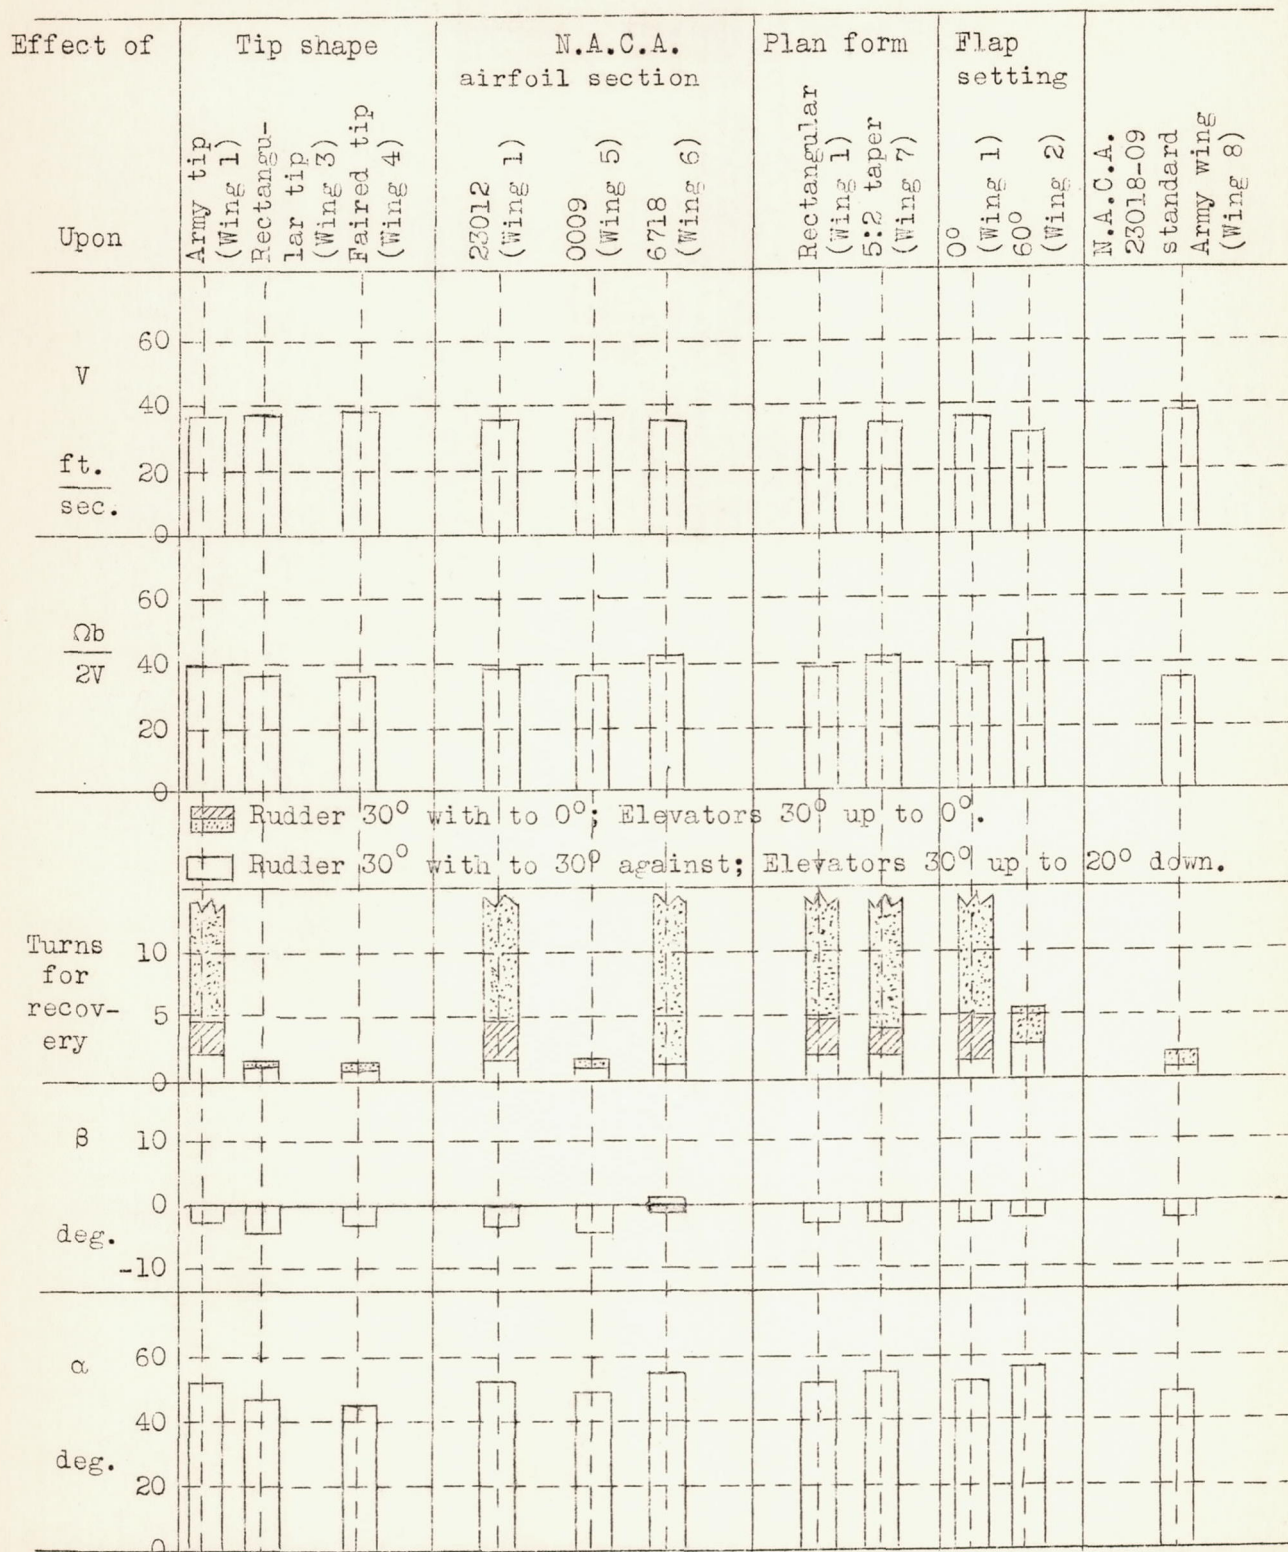 Effect of
Tip shape
N.A.C.A.
airfoil section
Plan form
Flap
setting
Upon
Army tip
(Wing 1)
Rectangu-
lar tip
(Wing 3)
Faired tip
(Wing 4)
23012
(Wing 1)
0009
(Wing 5)
6718
(Wing 6)
Rectangular
(Wing 1)
5:2 taper
(Wing 7)
0°
(Wing 1)
60°
(Wing 2)
N.A.C.A.
23018-09
standard
Army wing
(Wing 8)
V
ft.
sec.
60
40
20
0
Ωb
2V
60
40
20
0
Rudder 30° with to 0°; Elevators 30° up to 0°.
Rudder 30° with to 30° against; Elevators 30° up to 20° down.
Turns
for
recov-
ery
10
5
0
β
deg.
10
0
-10
α
deg.
60
40
20
0